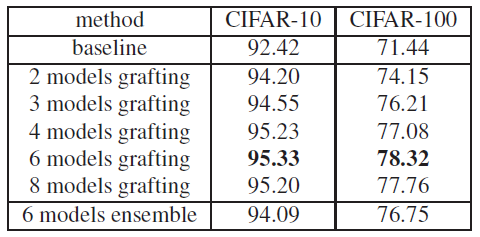 method CIFAR-10 CIFAR-100
baseline 92.42 71.44
2 models grafting 94.20 74.15
3 models grafting 94.55 76.21
4 models grafting 95.23 77.08
6 models grafting 95.33 78.32
8 models grafting 95.20 77.76
6 models ensemble 94.09 76.75